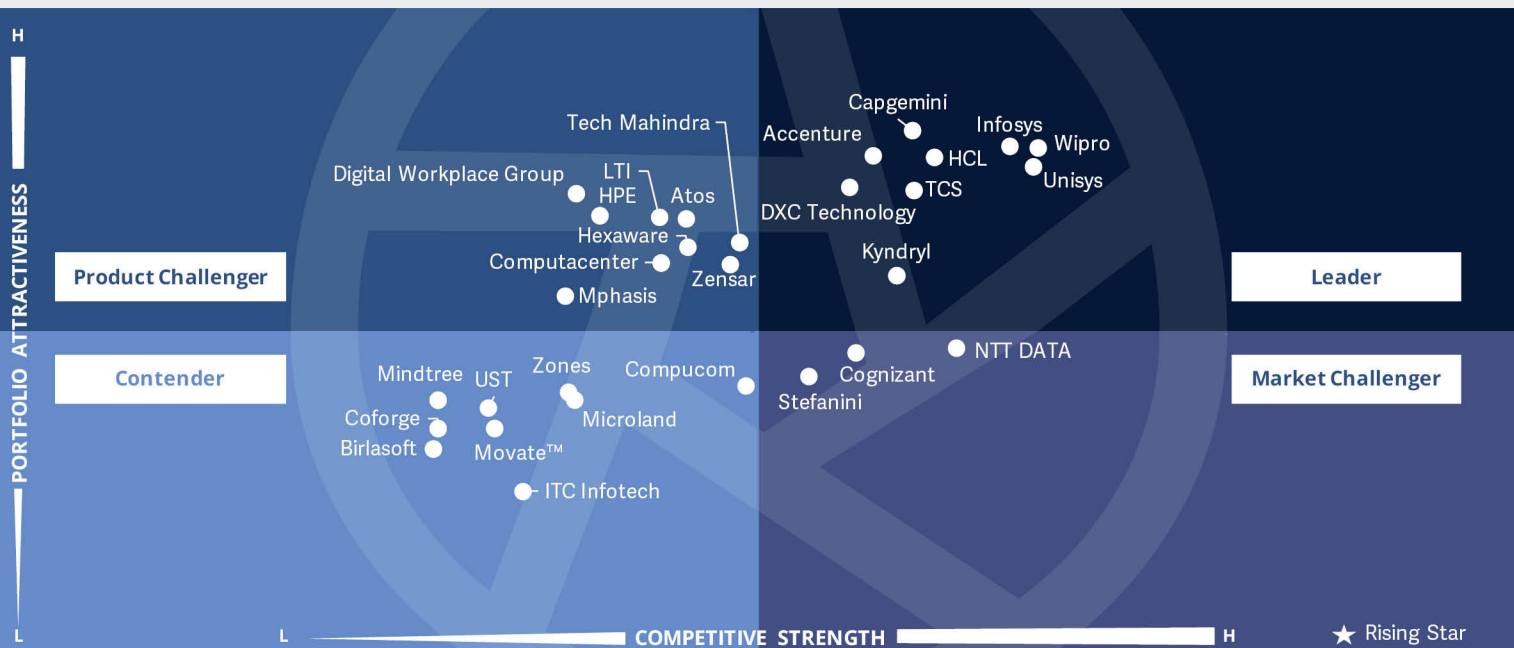 H
PORTFOLIO ATTRACTIVENESS
L
Product Challenger
Tech Mahindra
Digital Workplace Group
LTI
HPE
Atos
Hexaware
Computacenter
Zensar
Mphasis
Capgemini
Accenture
Infosys
Wipro
HCL
Unisys
TCS
DXC Technology
Kyndryl
Leader
Contender
Mindtree
UST
Zones
Compucom
Coforge
Microland
Birlasoft
Movate™
ITC Infotech
NTT DATA
Cognizant
Stefanini
Market Challenger
L
COMPETITIVE STRENGTH
H
Rising Star